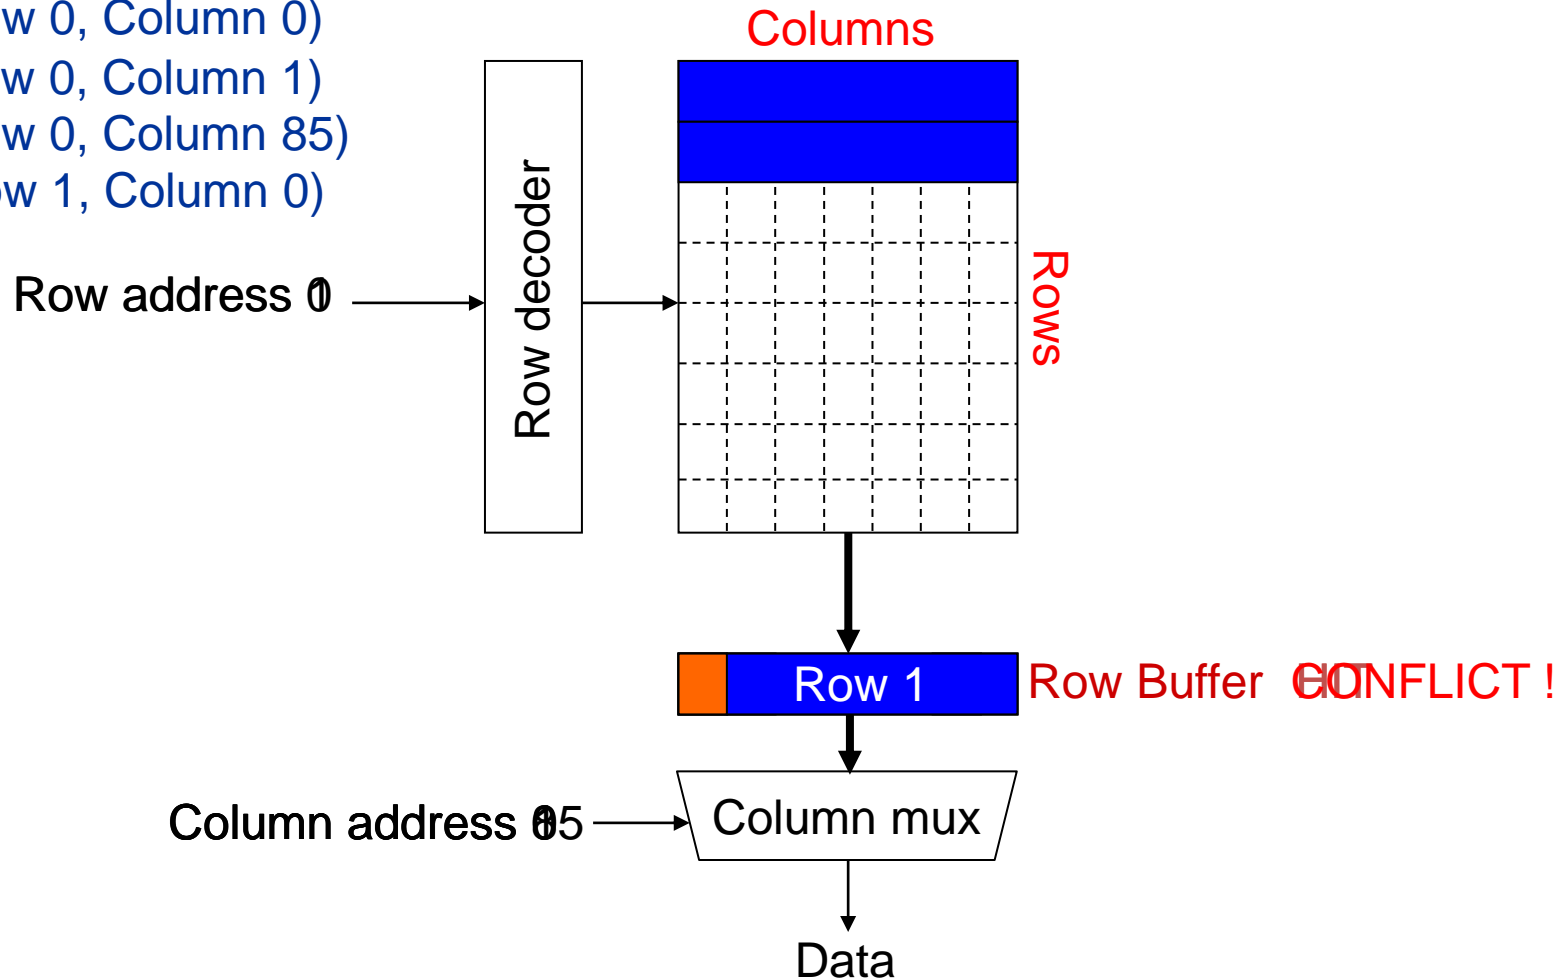 w 0, Column 0)
w 0, Column 1)
w 0, Column 85)
w 1, Column 0)
Columns
Row decoder
Rows
Row address
Row 1
Row Buffer CONFLICT !
Column address
Column mux
Data